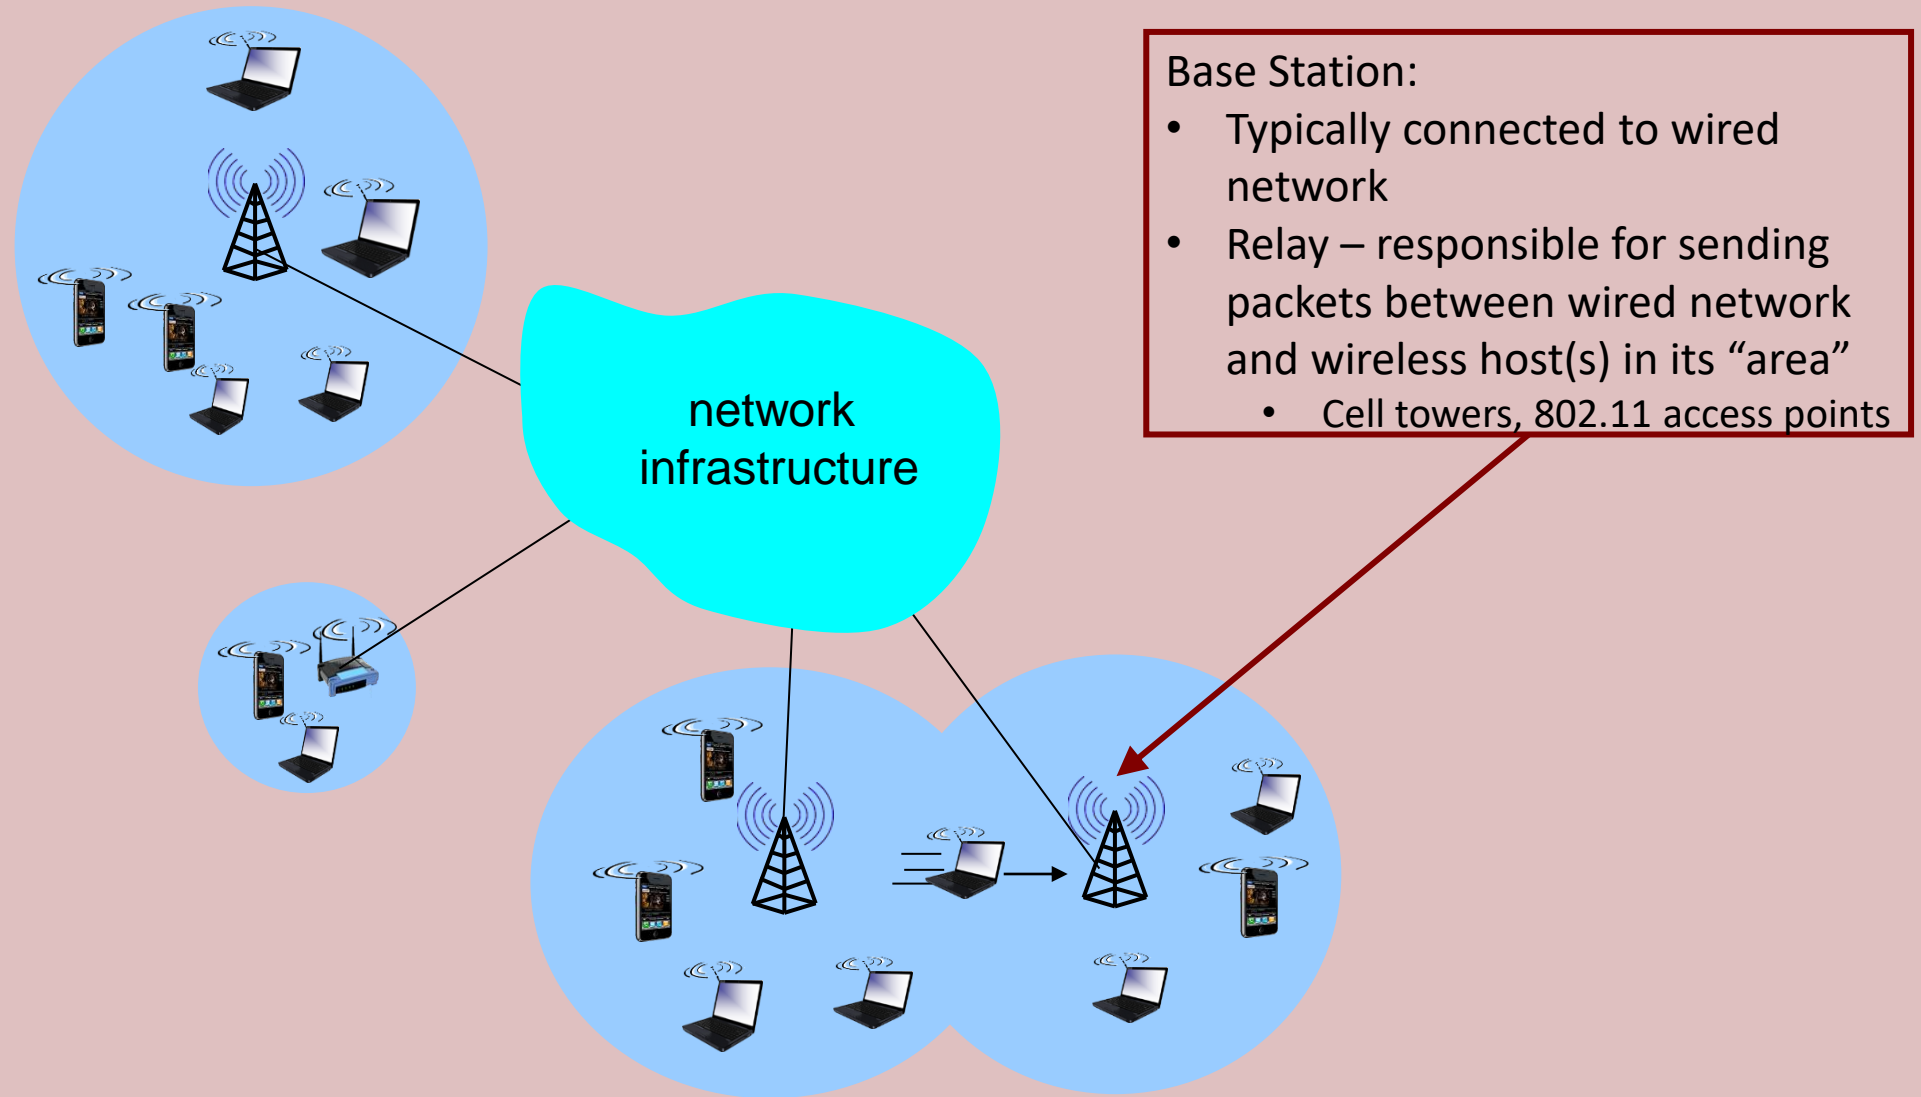 Base Station:
• Typically connected to wired
network
• Relay – responsible for sending
packets between wired network
and wireless host(s) in its “area”
• Cell towers, 802.11 access points
network
infrastructure